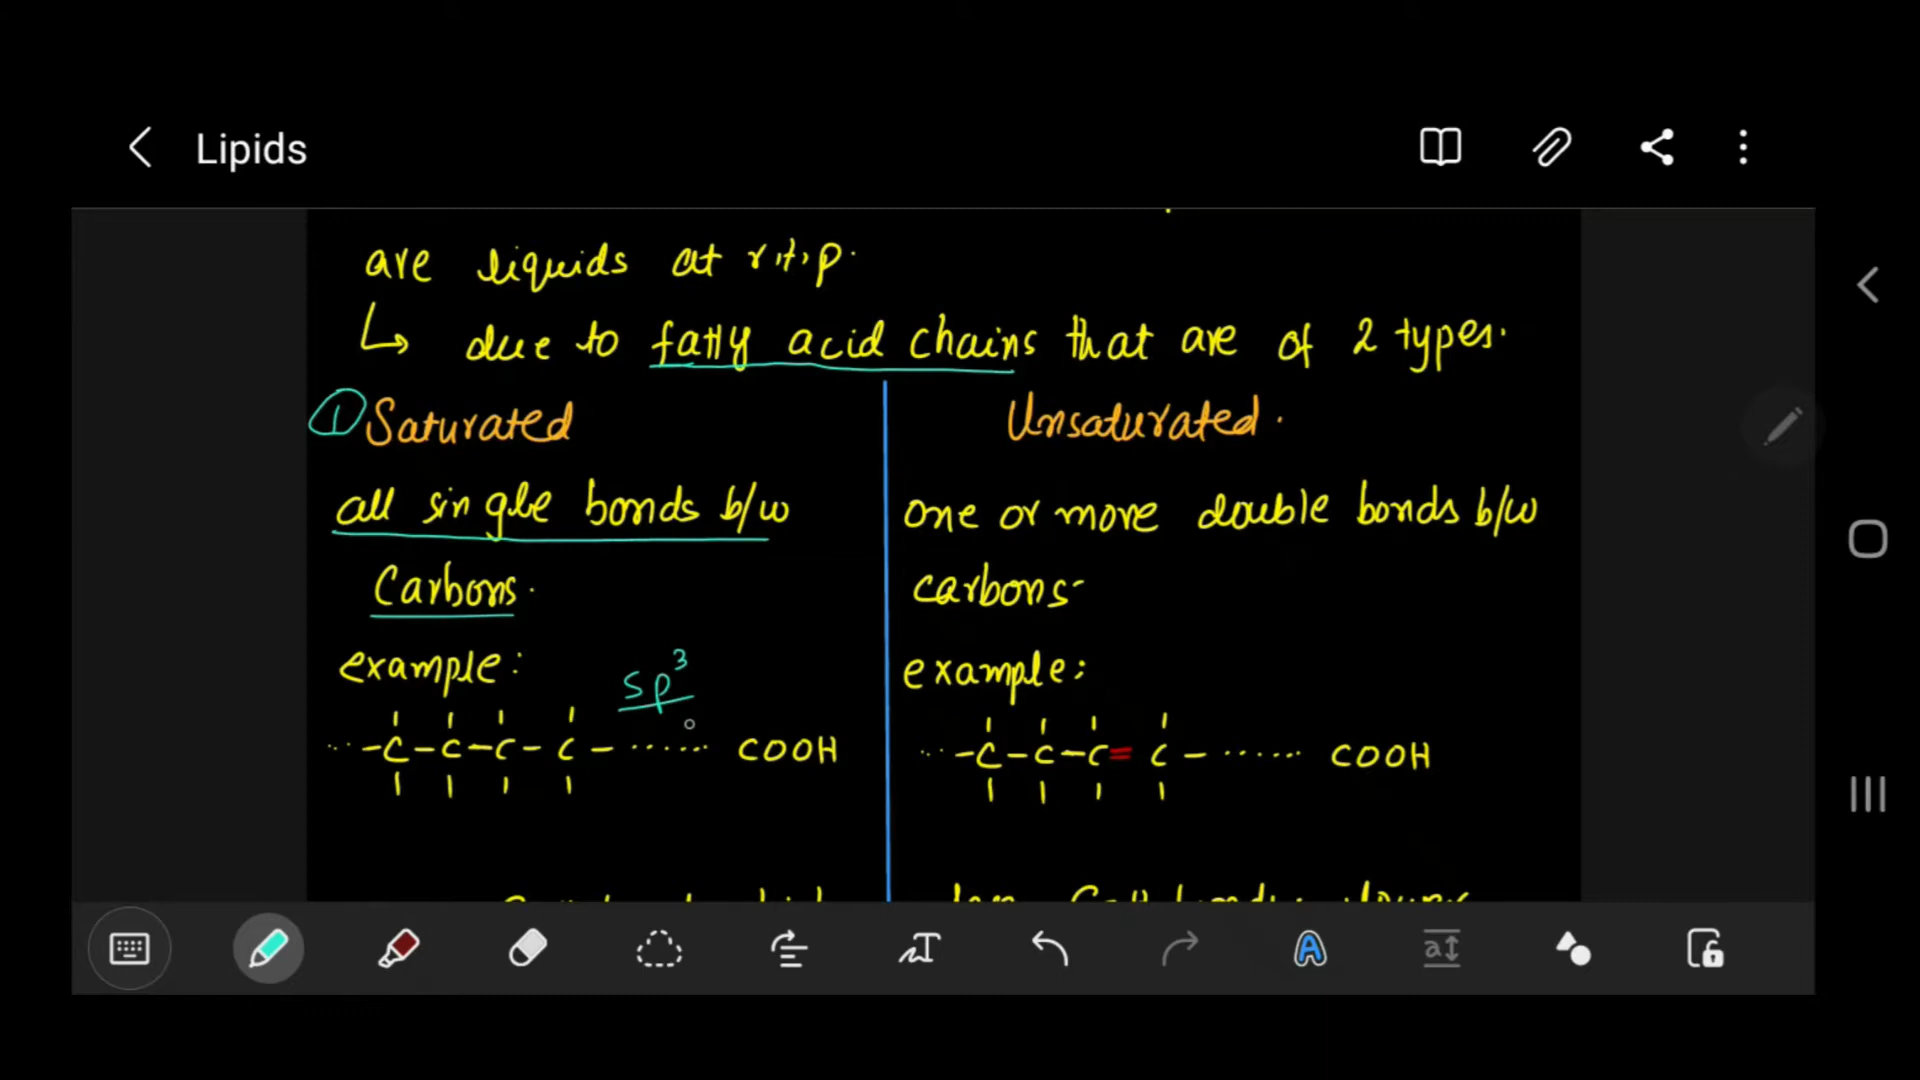 Lipids
are liquids at r.t.p.
↳ due to fatty acid chains that are of 2 types.
① Saturated
all single bonds b/w
Carbons.
example:
sp³
... -C-C-C-C- ...... COOH
Unsaturated.
one or more double bonds b/w
carbons-
example:
... -C-C-C=C- ...... COOH